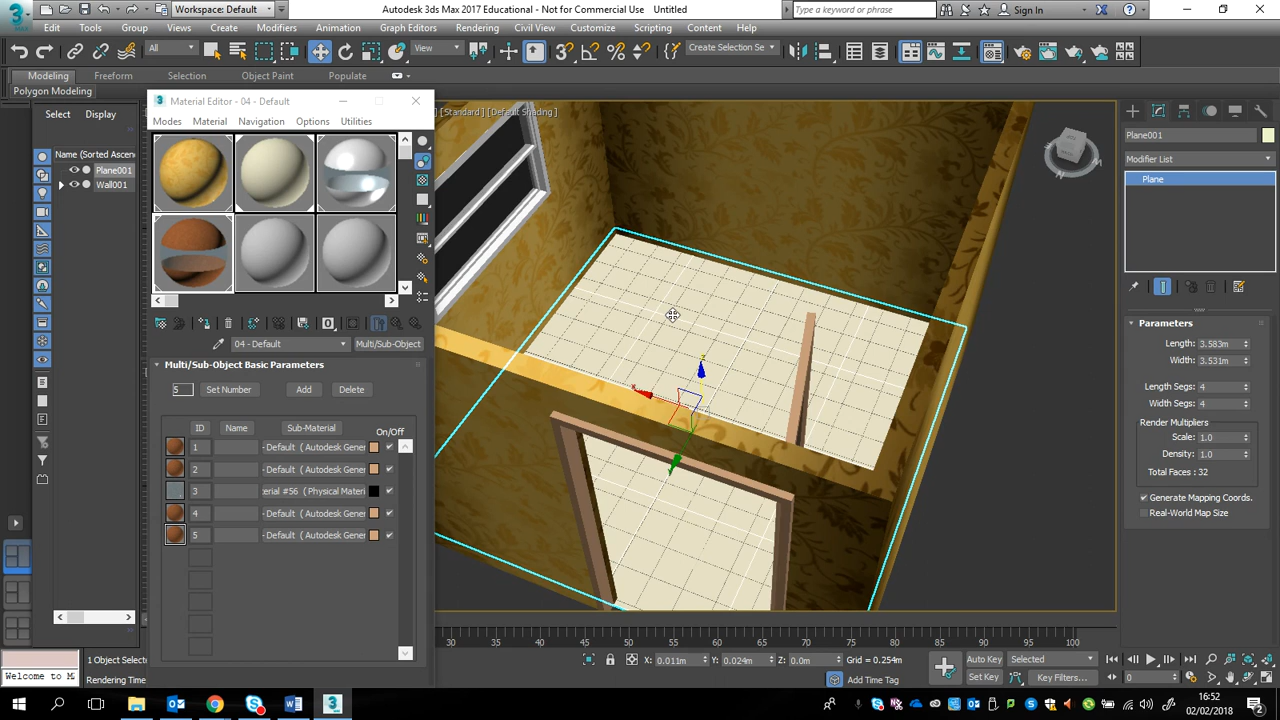 Workspace: Default
Autodesk 3ds Max 2017 Educational - Not for Commercial Use Untitled
Type a keyword or phrase
Sign In
Edit Tools Group Views Create Modifiers Animation Graph Editors Rendering Civil View Customize Scripting Content Help
All
View
Create Selection Se
Modeling Freeform Selection Object Paint Populate
Polygon Modeling
Select Display
Name (Sorted Ascen
Plane001
Wall001
Material Editor - 04 - Default
Modes Material Navigation Options Utilities
04 - Default
Multi/Sub-Object
Multi/Sub-Object Basic Parameters
5 Set Number Add Delete
ID Name Sub-Material On/Off
1 - Default ( Autodesk Gener
2 - Default ( Autodesk Gener
3 :erial #56 ( Physical Materi
4 - Default ( Autodesk Gener
5 - Default ( Autodesk Gener
] [Standard ] [Default Shading ]
Plane001
Modifier List
Plane
Parameters
Length: 3.583m
Width: 3.531m
Length Segs: 4
Width Segs: 4
Render Multipliers
Scale: 1.0
Density: 1.0
Total Faces : 32
Generate Mapping Coords.
Real-World Map Size
30 35 40 45 50 55 60 65 70 75 80 85 90 95 100
1 Object Selec
Welcome to M
Rendering Time
X: 0.011m Y: 0.024m Z: 0.0m Grid = 0.254m
Add Time Tag
Auto Key Selected
Set Key Key Filters...
0
16:52
02/02/2018